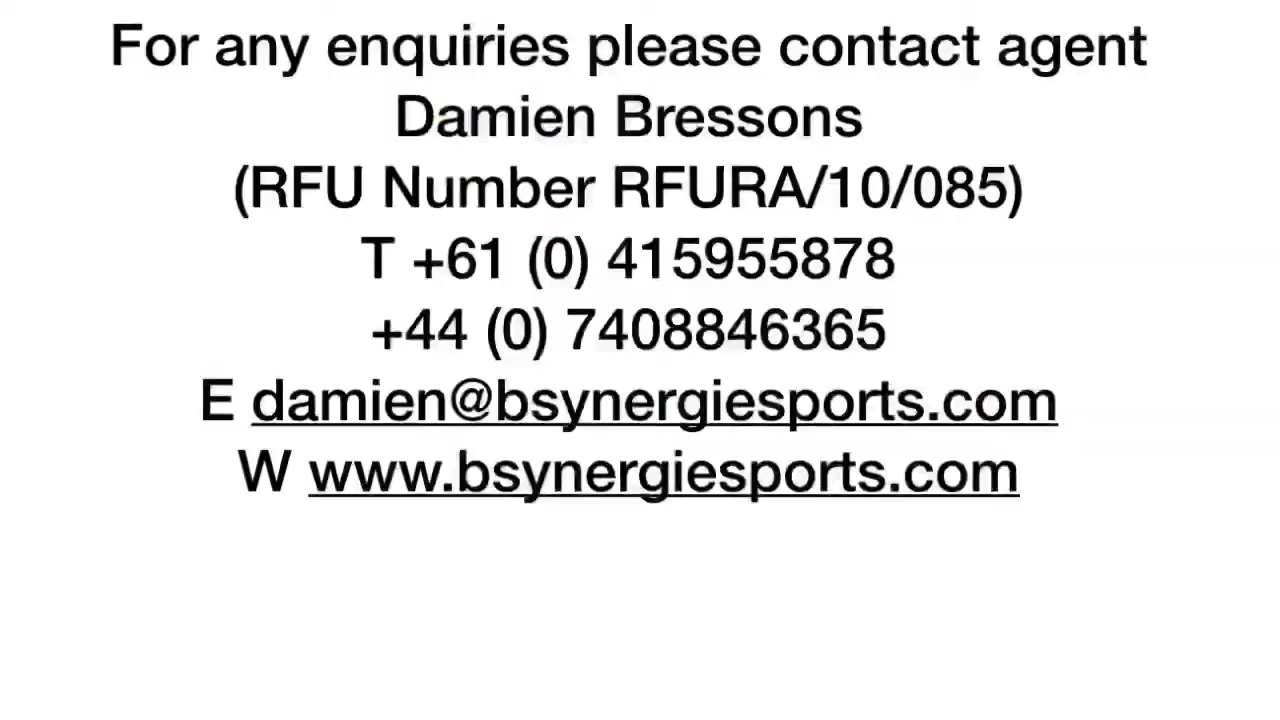 For any enquiries please contact agent
Damien Bressons
(RFU Number RFURA/10/085)
T +61 (0) 415955878
+44 (0) 7408846365
E damien@bsynergiesports.com
W www.bsynergiesports.com